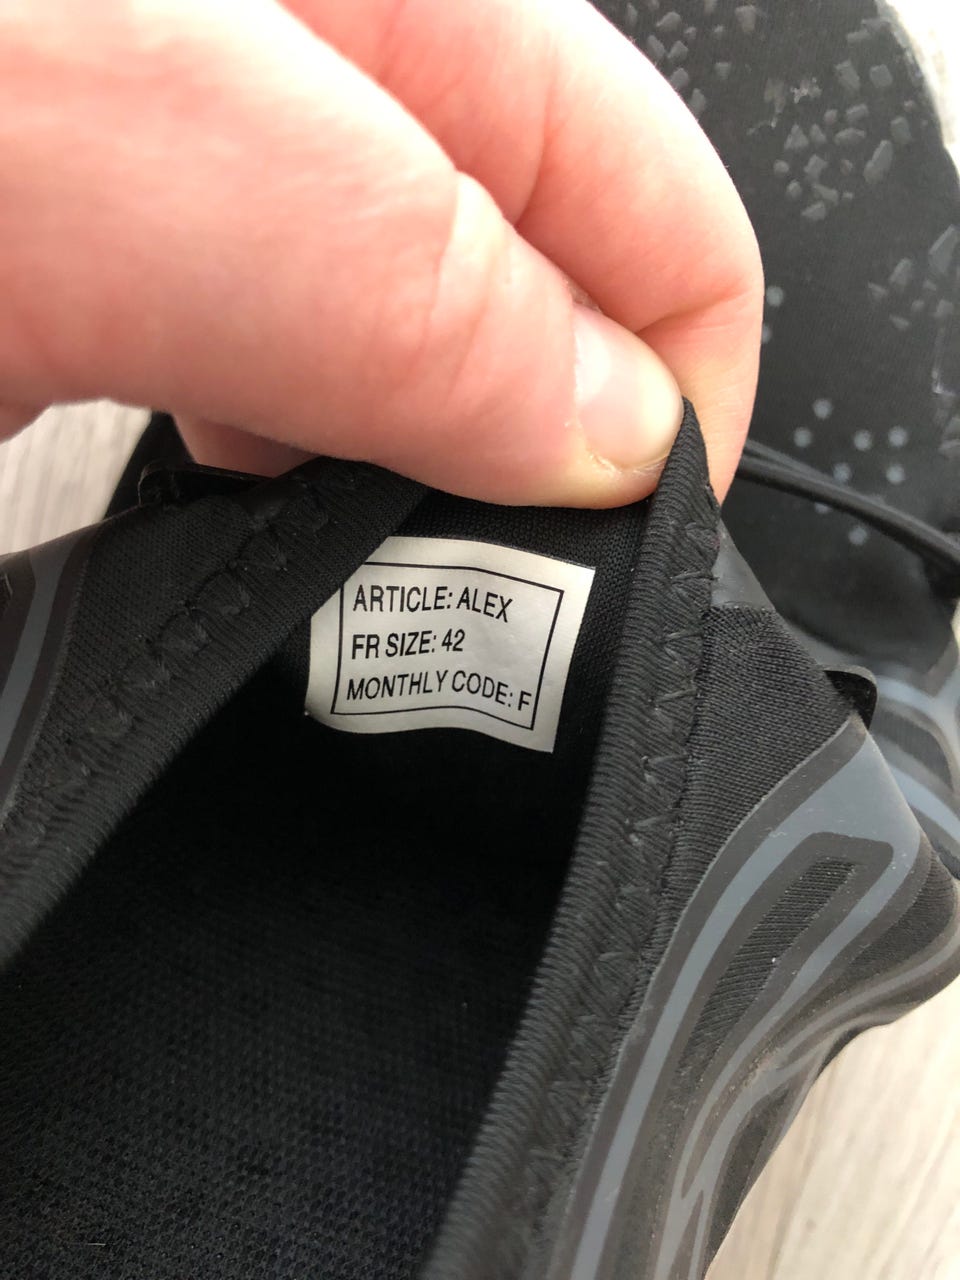 ARTICLE: ALEX
FR SIZE: 42
MONTHLY CODE: F